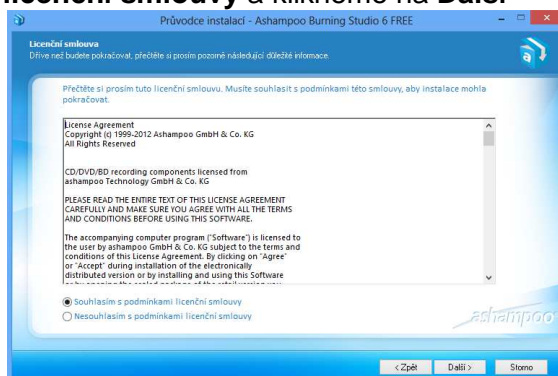 licenční smlouvy a klikneme na Další
Průvodce instalací - Ashampoo Burning Studio 6 FREE
Licenční smlouva
Dříve než budete pokračovat, přečtěte si prosím pozorně následující důležité informace.
Přečtěte si prosím tuto licenční smlouvu. Musíte souhlasit s podmínkami této smlouvy, aby instalace mohla
pokračovat.
License Agreement
Copyright (c) 1999-2012 Ashampoo GmbH & Co. KG
All Rights Reserved
CD/DVD/BD recording components licensed from
ashampoo Technology GmbH & Co. KG
PLEASE READ THE ENTIRE TEXT OF THIS LICENSE AGREEMENT
CAREFULLY AND MAKE SURE YOU AGREE WITH ALL THE TERMS
AND CONDITIONS BEFORE USING THIS SOFTWARE.
The accompanying computer program ("Software") is licensed to
the user by ashampoo GmbH & Co. KG subject to the terms and
conditions of this License Agreement. By clicking on "Agree"
or "Accept" during installation of the electronically
distributed version or by installing and using this Software
Souhlasím s podmínkami licenční smlouvy
Nesouhlasím s podmínkami licenční smlouvy
ashampoo
< Zpět
Další >
Storno